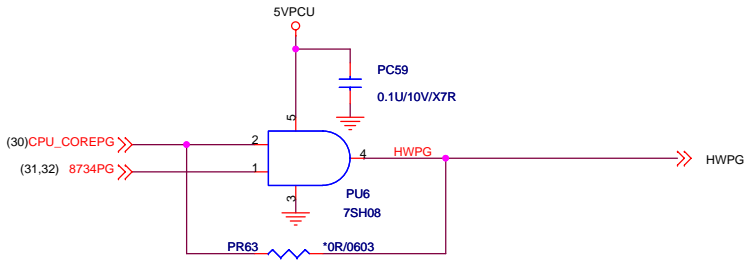 5VPCU
PC59
0.1U/10V/X7R
5
(30)CPU_COREPG
2
4
HWPG
HWPG
(31,32) 8734PG
1
PU6
3
7SH08
PR63
*0R/0603